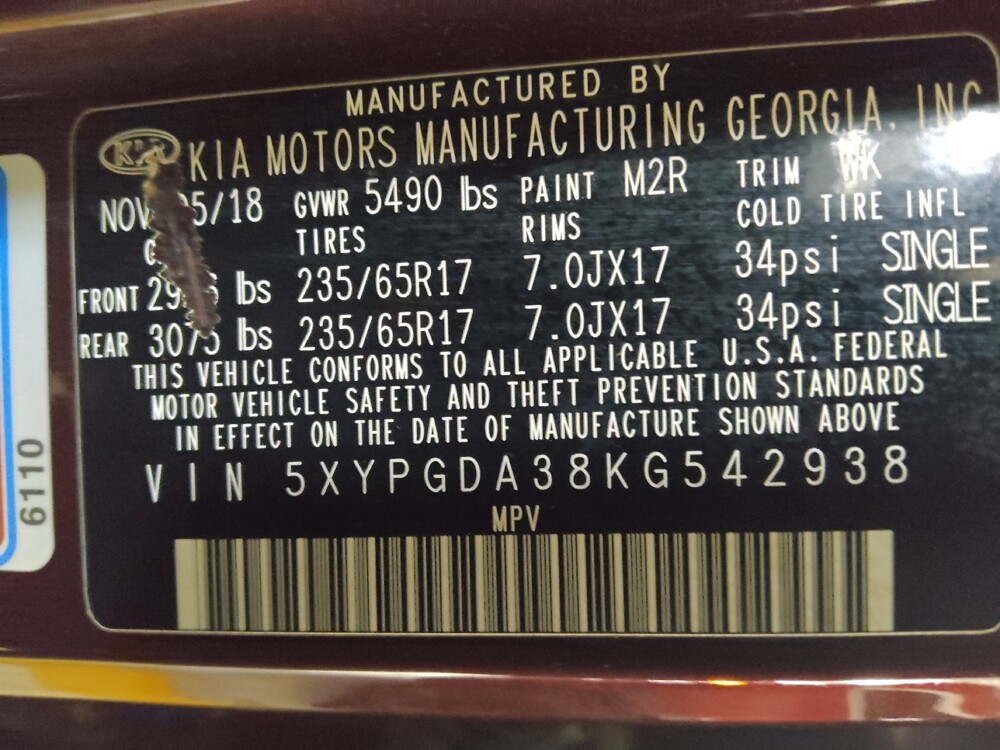 MANUFACTURED BY
KIA KIA MOTORS MANUFACTURING GEORGIA, INC
GVWR 5490 lbs PAINT M2R TRIM WK
TIRES RIMS COLD TIRE INFL
FRONT lbs 235/65R17 7.0JX17 34psi SINGLE
REAR 3075 lbs 235/65R17 7.0JX17 34psi SINGLE
THIS VEHICLE CONFORMS TO ALL APPLICABLE U.S.A. FEDERAL
MOTOR VEHICLE SAFETY AND THEFT PREVENTION STANDARDS
IN EFFECT ON THE DATE OF MANUFACTURE SHOWN ABOVE
VIN 5XYPGDA38KG542938
MPV
6110